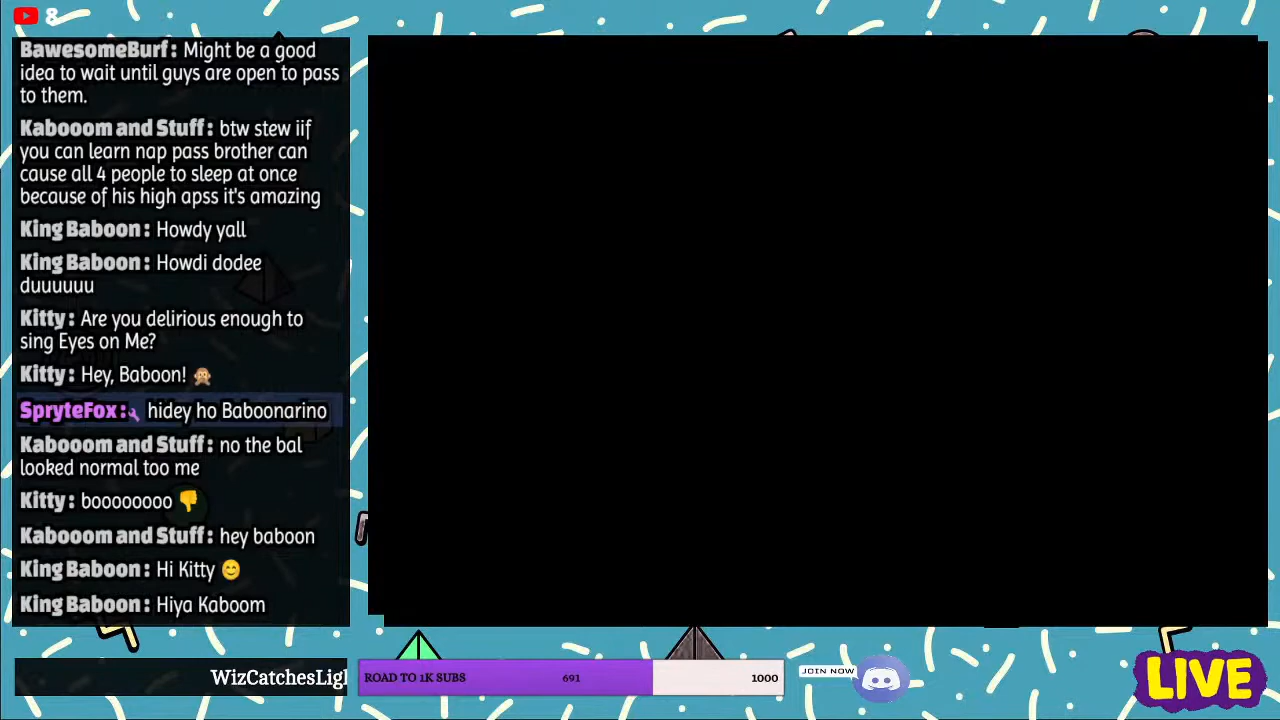 8
BawesomeBurf: Might be a good
idea to wait until guys are open to pass
to them.
Kabooom and Stuff: btw stew iif
you can learn nap pass brother can
cause all 4 people to sleep at once
because of his high apss it's amazing
King Baboon: Howdy yall
King Baboon: Howdi dodee
duuuuuu
Kitty: Are you delirious enough to
sing Eyes on Me?
Kitty: Hey, Baboon! 🙊
SpryteFox: hidey ho Baboonarino
Kabooom and Stuff: no the bal
looked normal too me
Kitty: boooooooo 👎
Kabooom and Stuff: hey baboon
King Baboon: Hi Kitty 😊
King Baboon: Hiya Kaboom
WizCatchesLigh
ROAD TO 1K SUBS 691 1000
JOIN NOW
LIVE